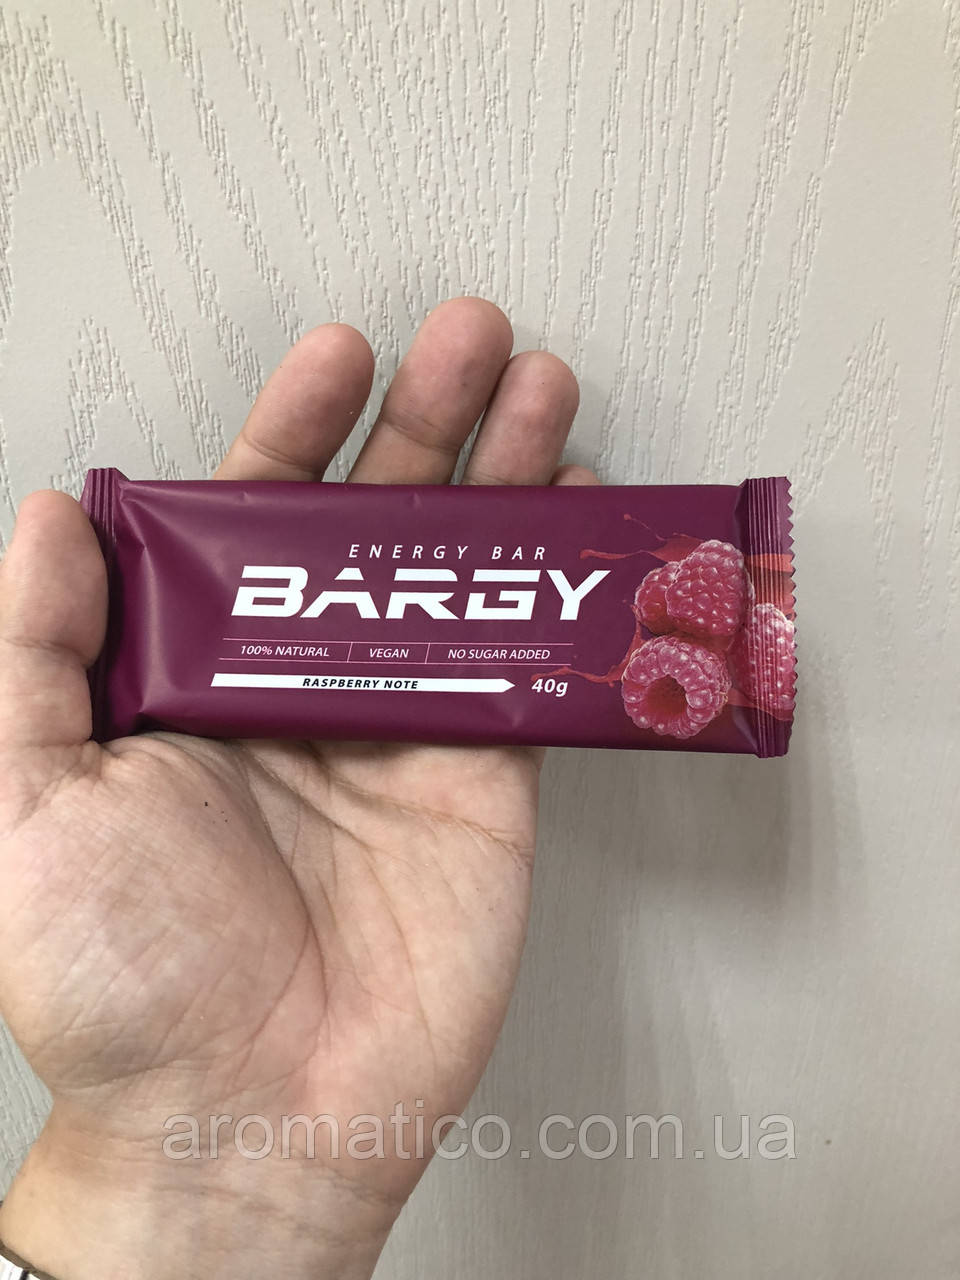 ENERGY BAR
BARGY
100% NATURAL VEGAN NO SUGAR ADDED
RASPBERRY NOTE 40g
aromatico.com.ua